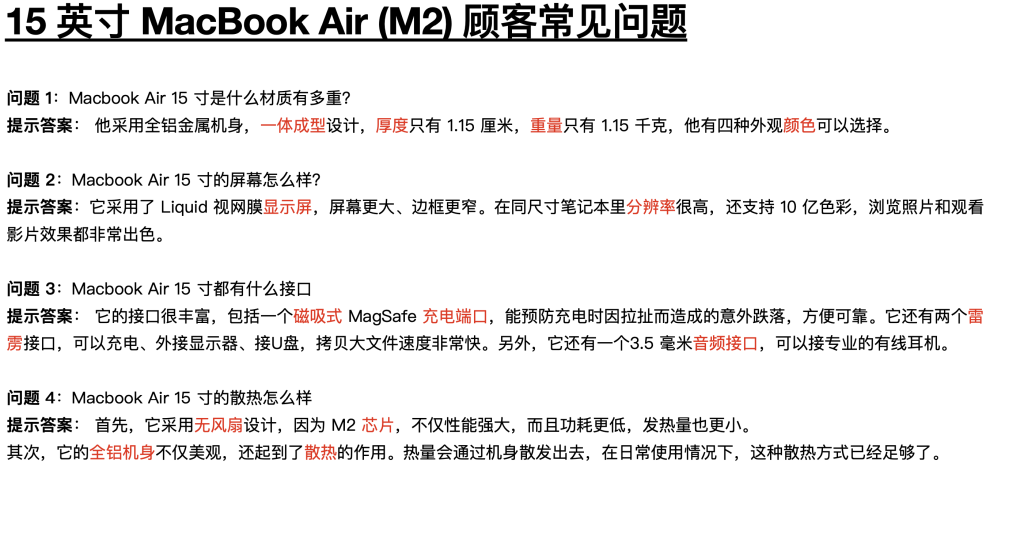 15 英寸 MacBook Air (M2) 顾客常见问题
问题 1：Macbook Air 15 寸是什么材质有多重?
提示答案： 他采用全铝金属机身，一体成型设计，厚度只有 1.15 厘米，重量只有 1.15 千克，他有四种外观颜色可以选择。
问题 2：Macbook Air 15 寸的屏幕怎么样?
提示答案：它采用了 Liquid 视网膜显示屏，屏幕更大、边框更窄。在同尺寸笔记本里分辨率很高，还支持 10 亿色彩，浏览照片和观看
影片效果都非常出色。
问题 3：Macbook Air 15 寸都有什么接口
提示答案： 它的接口很丰富，包括一个磁吸式 MagSafe 充电端口，能预防充电时因拉扯而造成的意外跌落，方便可靠。它还有两个雷
雳接口，可以充电、外接显示器、接U盘，拷贝大文件速度非常快。另外，它还有一个3.5 毫米音频接口，可以接专业的有线耳机。
问题 4：Macbook Air 15 寸的散热怎么样
提示答案： 首先，它采用无风扇设计，因为 M2 芯片，不仅性能强大，而且功耗更低，发热量也更小。
其次，它的全铝机身不仅美观，还起到了散热的作用。热量会通过机身散发出去，在日常使用情况下，这种散热方式已经足够了。